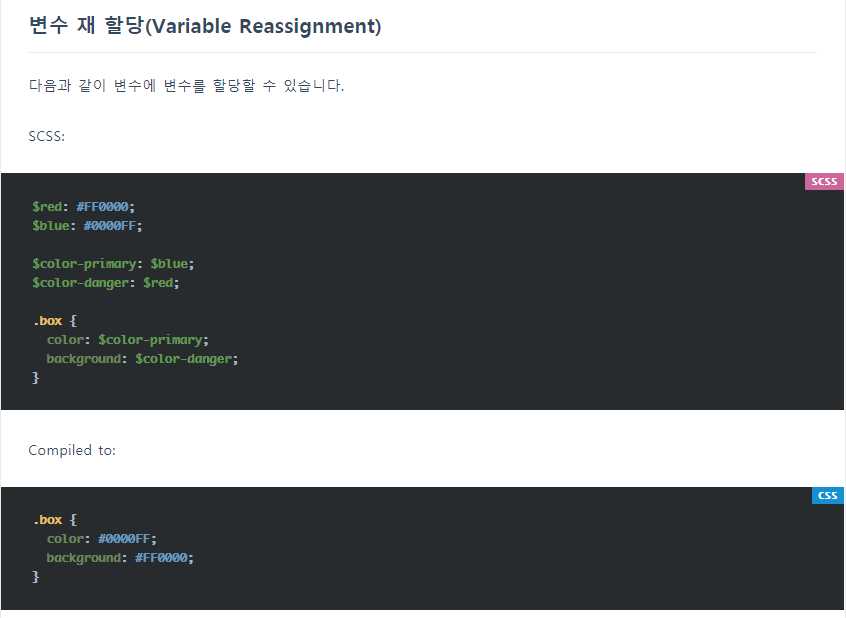 변수 재 할당(Variable Reassignment)
다음과 같이 변수에 변수를 할당할 수 있습니다.
SCSS:
SCSS
$red: #FF0000;
$blue: #0000FF;
$color-primary: $blue;
$color-danger: $red;
.box {
  color: $color-primary;
  background: $color-danger;
}
Compiled to:
CSS
.box {
  color: #0000FF;
  background: #FF0000;
}